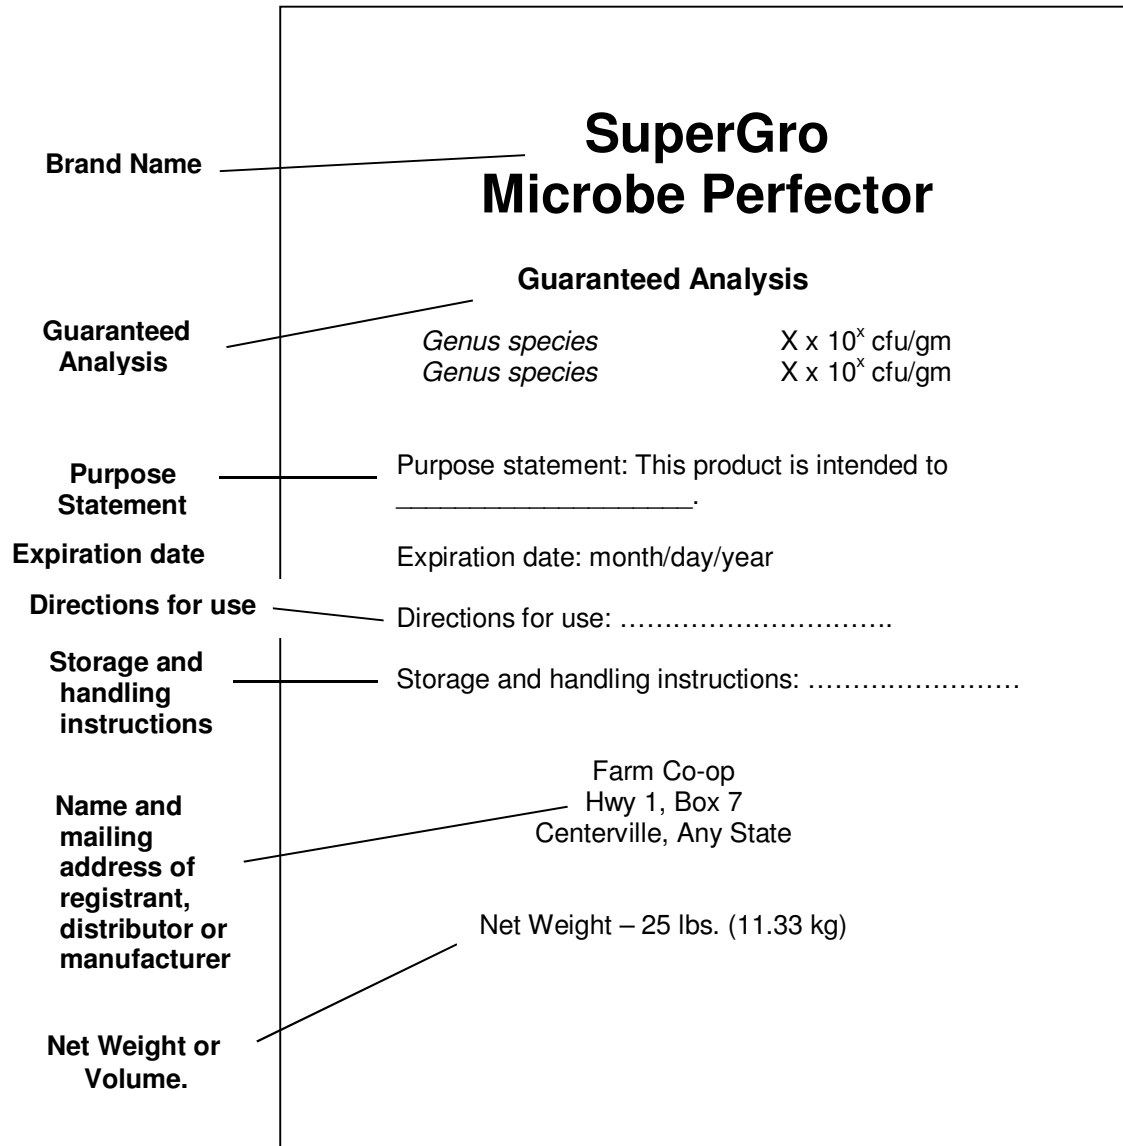 Brand Name
SuperGro
Microbe Perfector
Guaranteed Analysis
Guaranteed
Analysis
Genus species X x 10^x cfu/gm
Genus species X x 10^x cfu/gm
Purpose
Statement
Purpose statement: This product is intended to
____________________.
Expiration date
Expiration date: month/day/year
Directions for use
Directions for use: …………………………….
Storage and
handling
instructions
Storage and handling instructions: ……………………
Name and
mailing
address of
registrant,
distributor or
manufacturer
Farm Co-op
Hwy 1, Box 7
Centerville, Any State
Net Weight – 25 lbs. (11.33 kg)
Net Weight or
Volume.